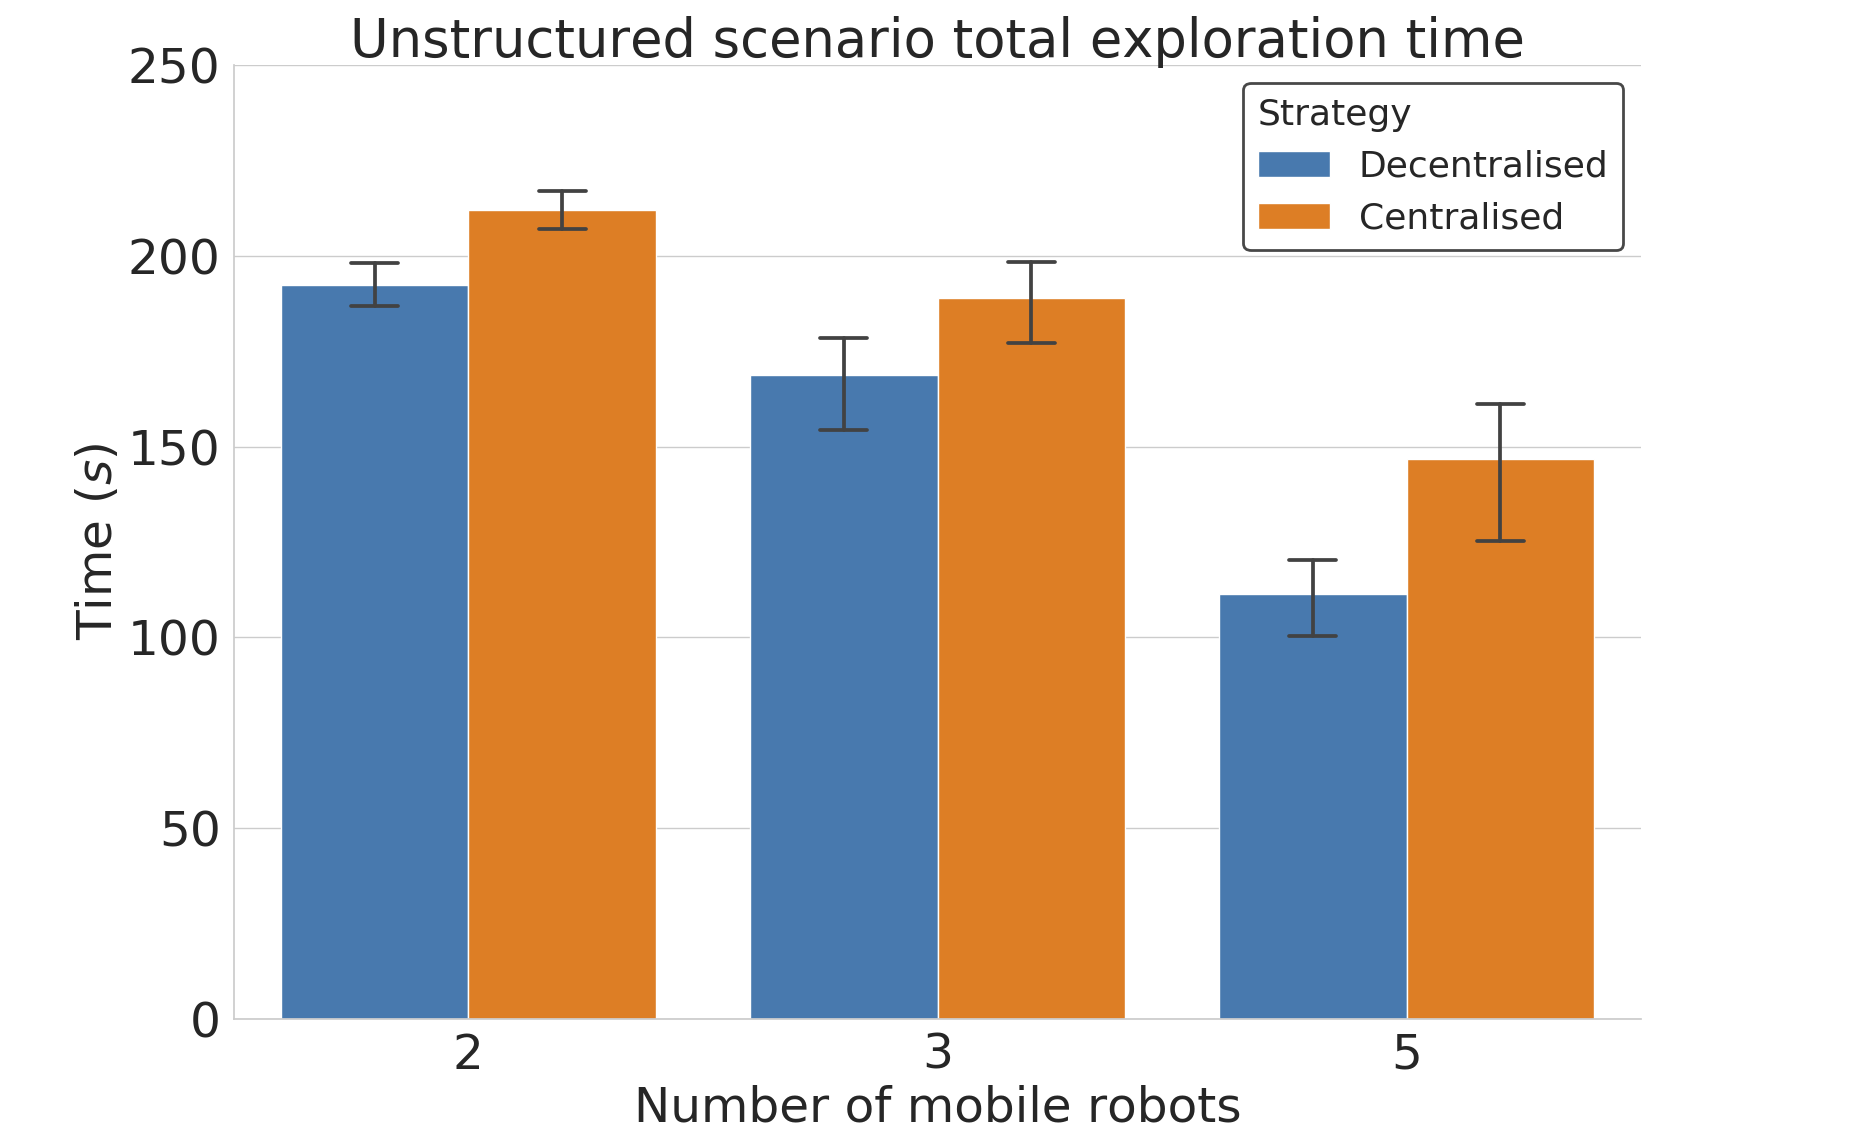 Unstructured scenario total exploration time
250
200
150
100
50
0
Time (s)
Strategy
Decentralised
Centralised
2 3 5
Number of mobile robots